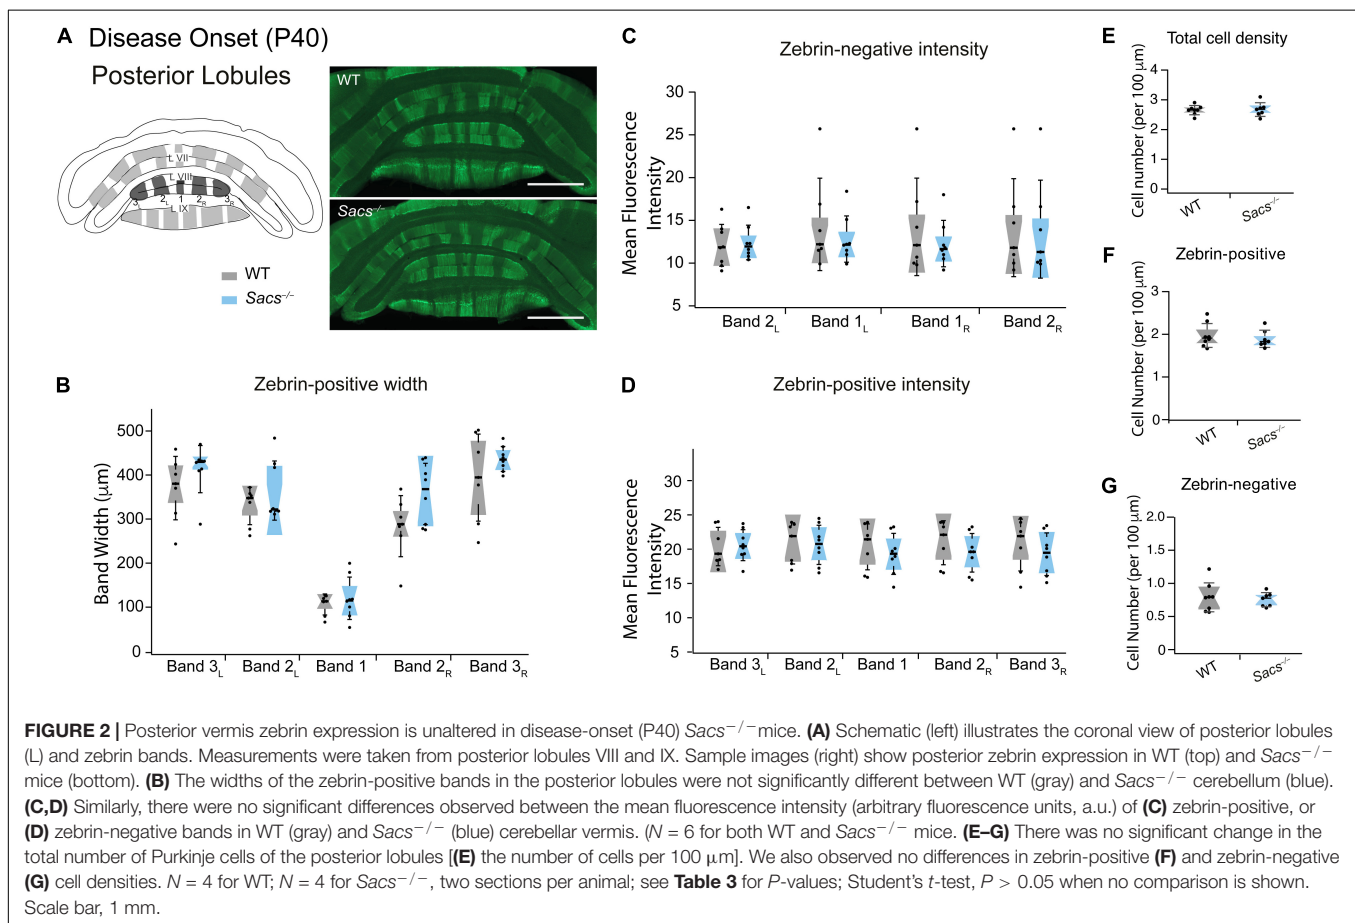 A Disease Onset (P40)
Posterior Lobules
L VII
L VIII
3 2L 1 2R 3R
L IX
WT
Sacs−/−
WT
Sacs−/−
B
Zebrin-positive width
Band Width (μm)
500
400
300
200
100
0
Band 3L Band 2L Band 1 Band 2R Band 3R
C
Zebrin-negative intensity
Mean Fluorescence
Intensity
30
25
20
15
10
5
Band 2L Band 1L Band 1R Band 2R
D
Zebrin-positive intensity
Mean Fluorescence
Intensity
30
25
20
15
10
5
Band 3L Band 2L Band 1 Band 2R Band 3R
E
Total cell density
Cell number (per 100 μm)
4
3
2
1
0
WT Sacs−/−
F
Zebrin-positive
Cell Number (per 100 μm)
3
2
1
0
WT Sacs−/−
G
Zebrin-negative
Cell Number (per 100 μm)
2.0
1.5
1.0
0.5
0
WT Sacs−/−
FIGURE 2 | Posterior vermis zebrin expression is unaltered in disease-onset (P40) Sacs−/−mice. (A) Schematic (left) illustrates the coronal view of posterior lobules
(L) and zebrin bands. Measurements were taken from posterior lobules VIII and IX. Sample images (right) show posterior zebrin expression in WT (top) and Sacs−/−
mice (bottom). (B) The widths of the zebrin-positive bands in the posterior lobules were not significantly different between WT (gray) and Sacs−/− cerebellum (blue).
(C,D) Similarly, there were no significant differences observed between the mean fluorescence intensity (arbitrary fluorescence units, a.u.) of (C) zebrin-positive, or
(D) zebrin-negative bands in WT (gray) and Sacs−/− (blue) cerebellar vermis. (N = 6 for both WT and Sacs−/− mice. (E–G) There was no significant change in the
total number of Purkinje cells of the posterior lobules [(E) the number of cells per 100 μm]. We also observed no differences in zebrin-positive (F) and zebrin-negative
(G) cell densities. N = 4 for WT; N = 4 for Sacs−/−, two sections per animal; see Table 3 for P-values; Student's t-test, P > 0.05 when no comparison is shown.
Scale bar, 1 mm.